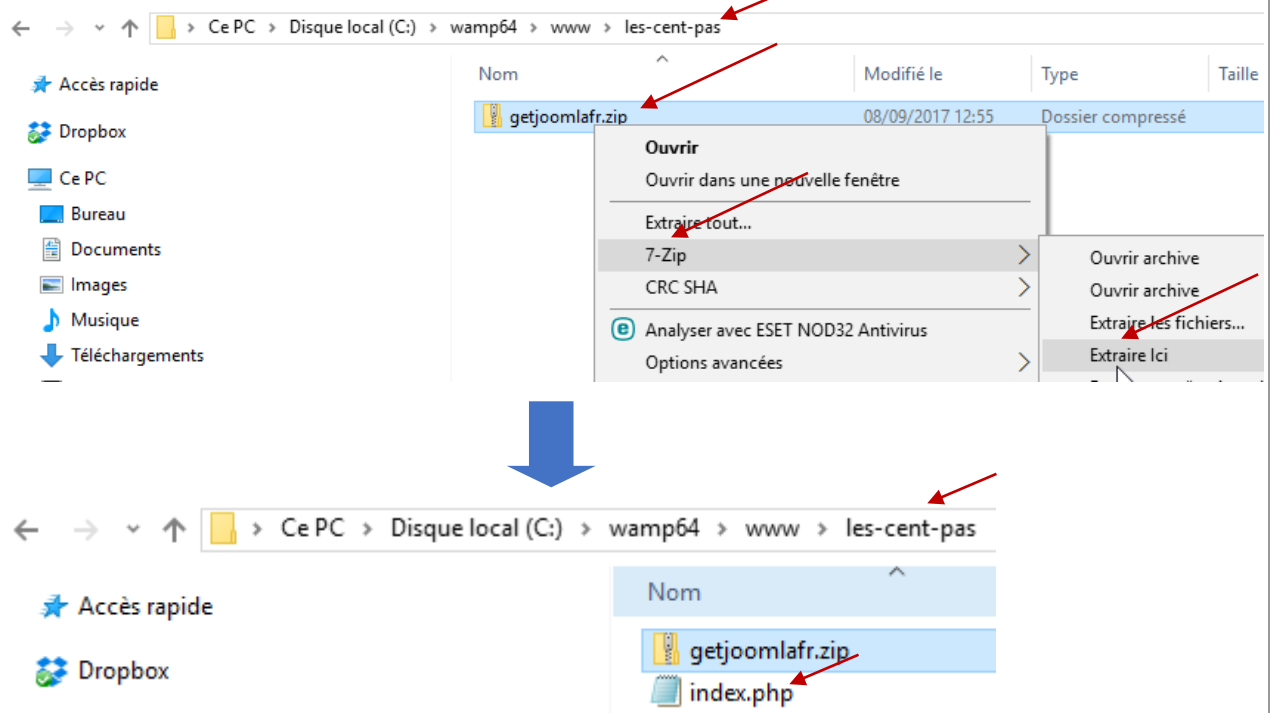 Ce PC > Disque local (C:) > wamp64 > www > les-cent-pas
Accès rapide
Dropbox
Ce PC
Bureau
Documents
Images
Musique
Téléchargements
Nom Modifié le Type Taille
getjoomlafr.zip 08/09/2017 12:55 Dossier compressé
Ouvrir
Ouvrir dans une nouvelle fenêtre
Extraire tout...
7-Zip
CRC SHA
Analyser avec ESET NOD32 Antivirus
Options avancées
Ouvrir archive
Ouvrir archive
Extraire les fichiers...
Extraire Ici
Ce PC > Disque local (C:) > wamp64 > www > les-cent-pas
Accès rapide
Dropbox
Nom
getjoomlafr.zip
index.php